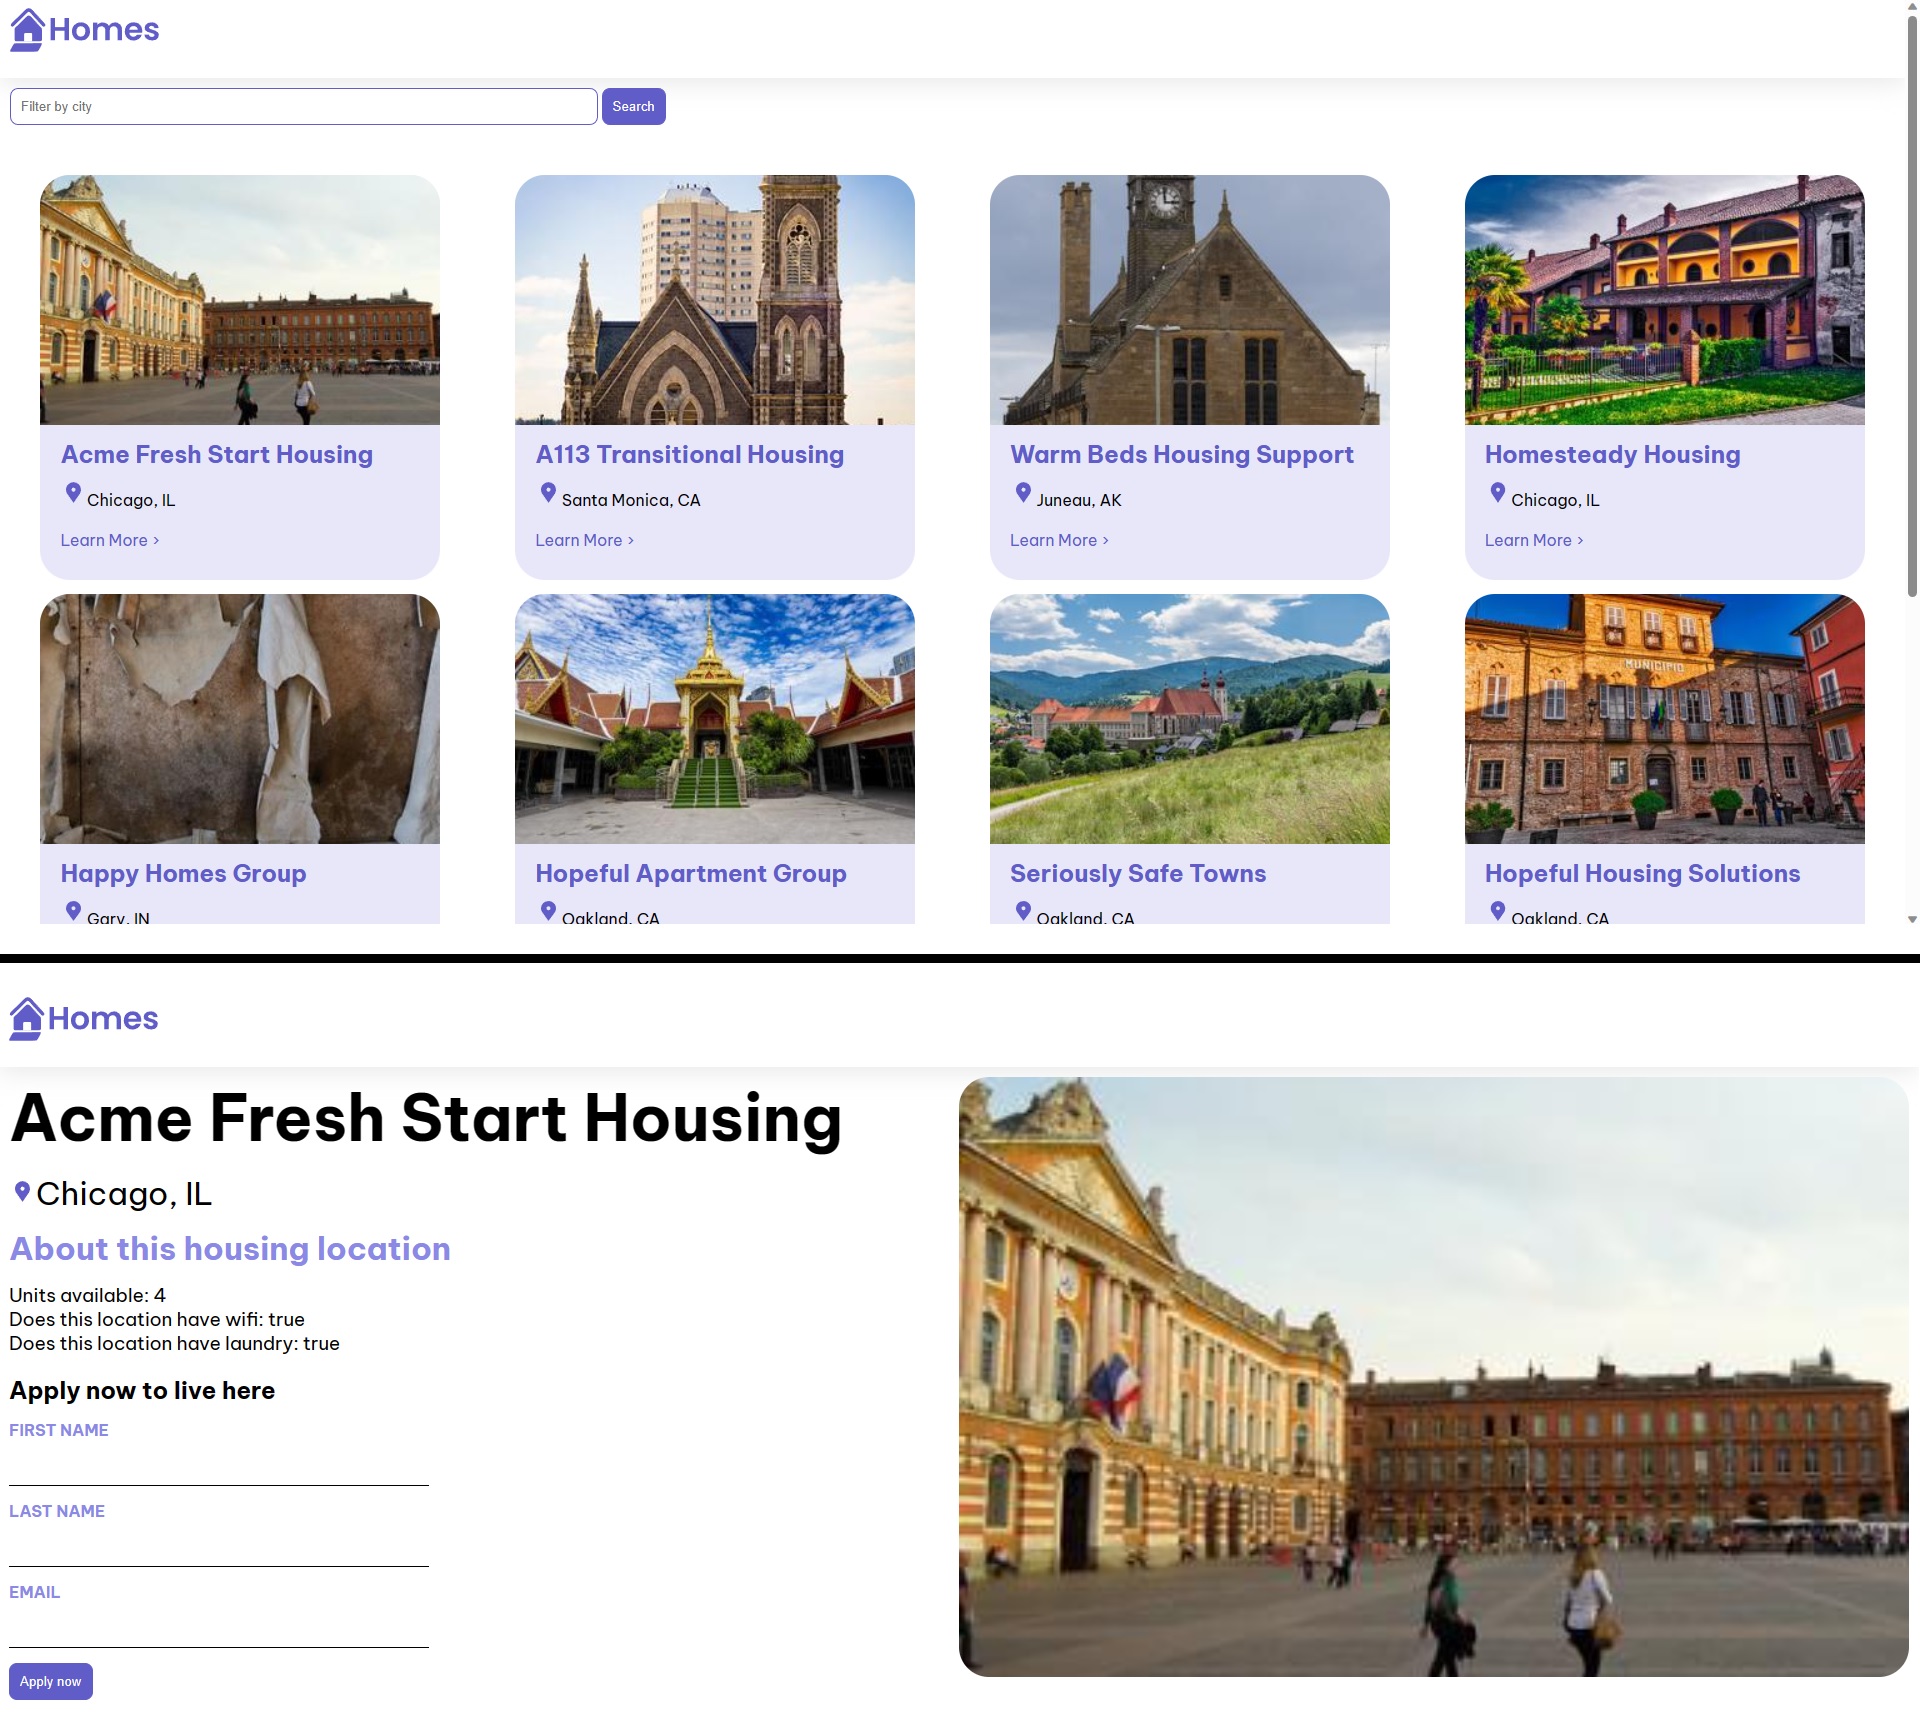 Homes
Filter by city
Search
Acme Fresh Start Housing
Chicago, IL
Learn More >
A113 Transitional Housing
Santa Monica, CA
Learn More >
Warm Beds Housing Support
Juneau, AK
Learn More >
Homesteady Housing
Chicago, IL
Learn More >
Happy Homes Group
Gary, IN
Hopeful Apartment Group
Oakland, CA
Seriously Safe Towns
Oakland, CA
MUNICIPIO
Hopeful Housing Solutions
Oakland, CA
Homes
Acme Fresh Start Housing
Chicago, IL
About this housing location
Units available: 4
Does this location have wifi: true
Does this location have laundry: true
Apply now to live here
FIRST NAME
LAST NAME
EMAIL
Apply now